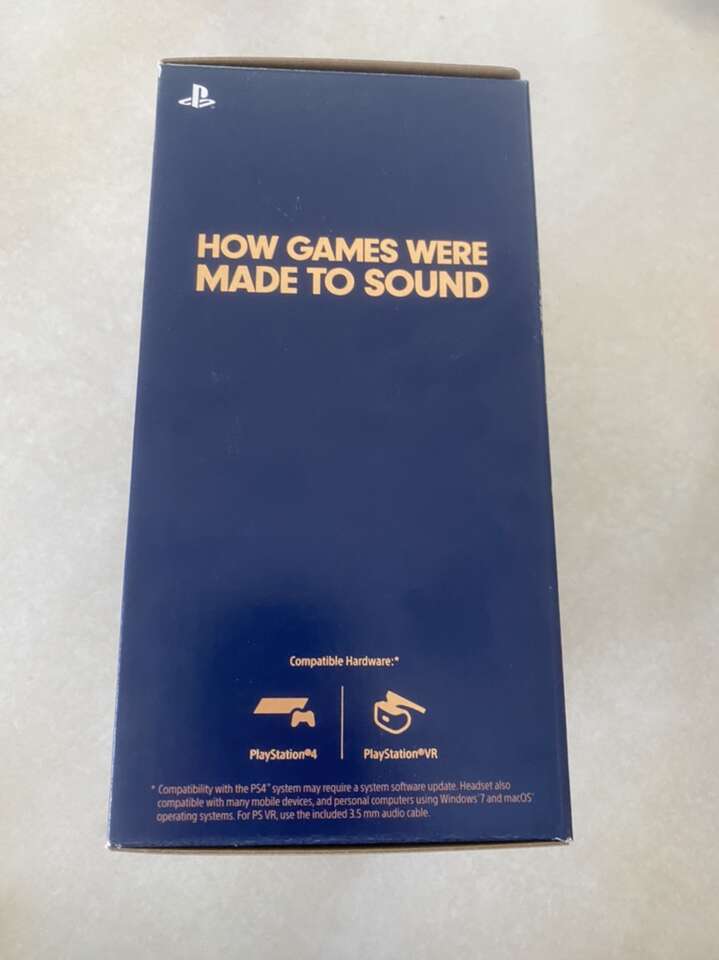 HOW GAMES WERE
MADE TO SOUND
Compatible Hardware:*
PlayStation®4
PlayStation®VR
* Compatibility with the PS4™ system may require a system software update. Headset also
compatible with many mobile devices, and personal computers using Windows® 7 and macOS®
operating systems. For PS VR, use the included 3.5 mm audio cable.